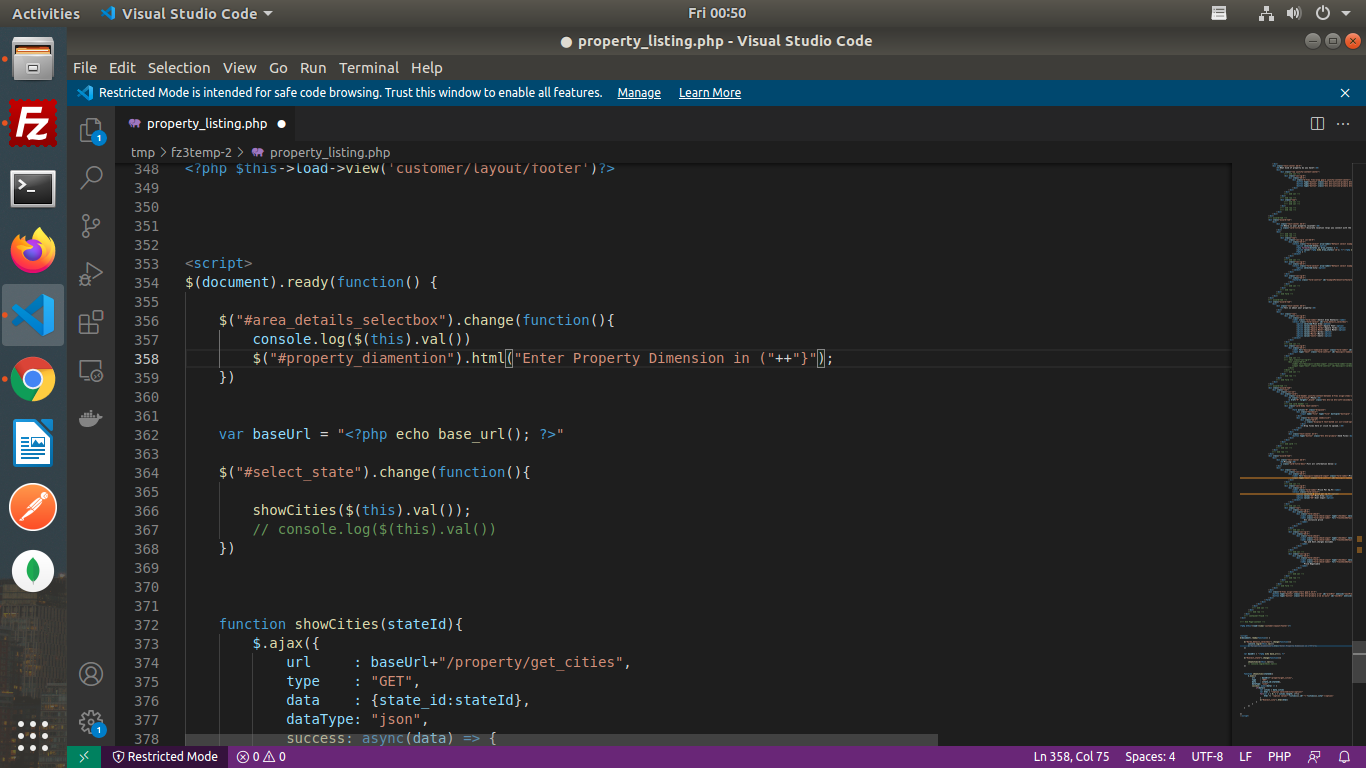 Activities Visual Studio Code Fri 00:50
● property_listing.php - Visual Studio Code
File Edit Selection View Go Run Terminal Help
Restricted Mode is intended for safe code browsing. Trust this window to enable all features. Manage Learn More
property_listing.php ●
tmp > fz3temp-2 > property_listing.php
348 <?php $this->load->view('customer/layout/footer')?>
349
350
351
352
353 <script>
354 $(document).ready(function() {
355
356     $("#area_details_selectbox").change(function(){
357         console.log($(this).val())
358         $("#property_diamention").html("Enter Property Dimension in ("++"}");
359     })
360
361
362     var baseUrl = "<?php echo base_url(); ?>"
363
364     $("#select_state").change(function(){
365
366         showCities($(this).val());
367         // console.log($(this).val())
368     })
369
370
371
372     function showCities(stateId){
373         $.ajax({
374             url     : baseUrl+"/property/get_cities",
375             type    : "GET",
376             data    : {state_id:stateId},
377             dataType: "json",
378             success: async(data) => {
Fz
1
1
Restricted Mode 0 0 Ln 358, Col 75 Spaces: 4 UTF-8 LF PHP